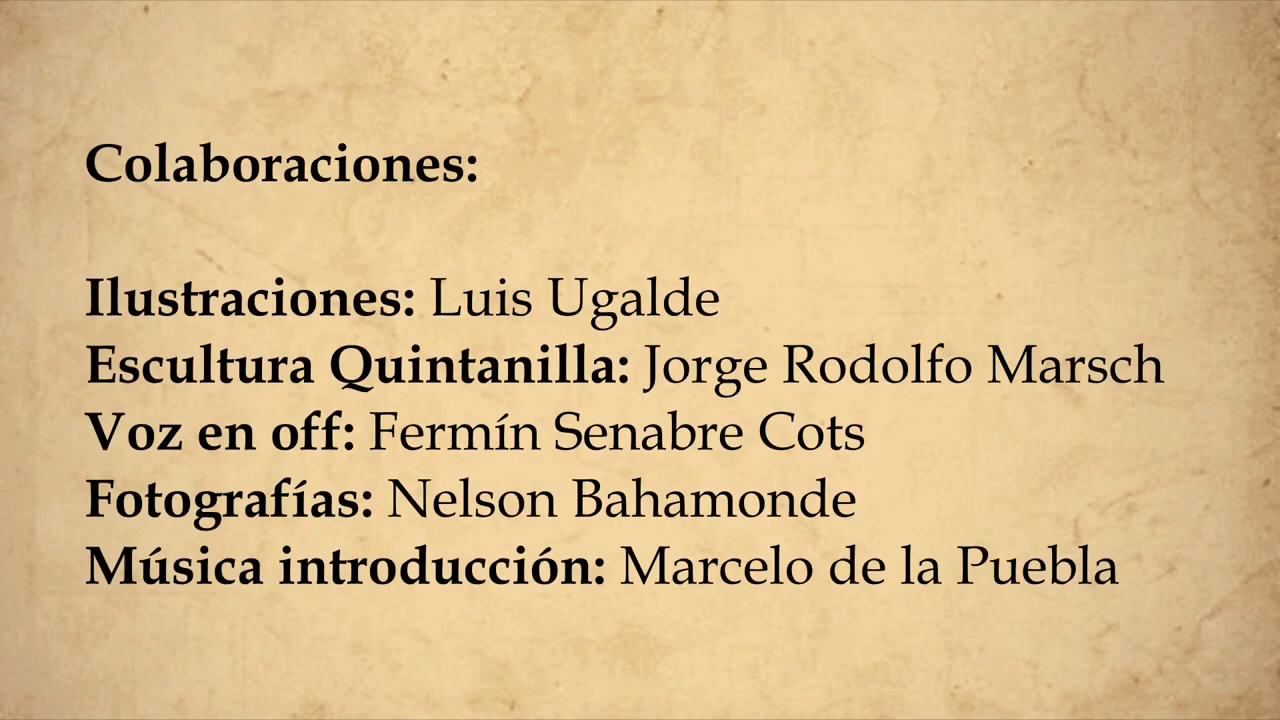 Colaboraciones:
Ilustraciones: Luis Ugalde
Escultura Quintanilla: Jorge Rodolfo Marsch
Voz en off: Fermín Senabre Cots
Fotografías: Nelson Bahamonde
Música introducción: Marcelo de la Puebla